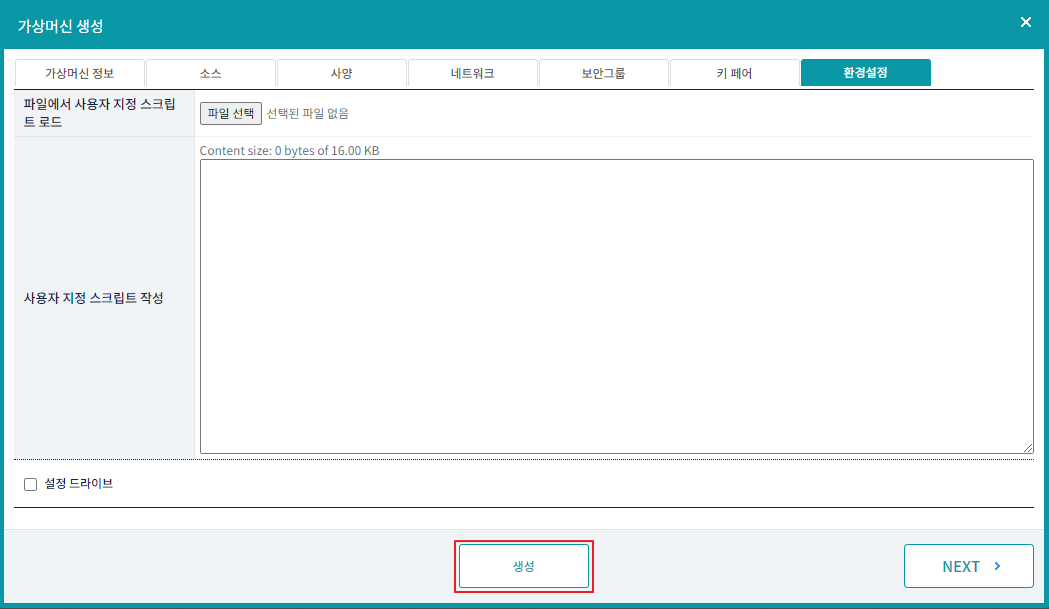 가상머신 생성
가상머신 정보
소스
사양
네트워크
보안그룹
키 페어
환경설정
파일에서 사용자 지정 스크립
트 로드
파일 선택 선택된 파일 없음
Content size: 0 bytes of 16.00 KB
사용자 지정 스크립트 작성
설정 드라이브
생성
NEXT